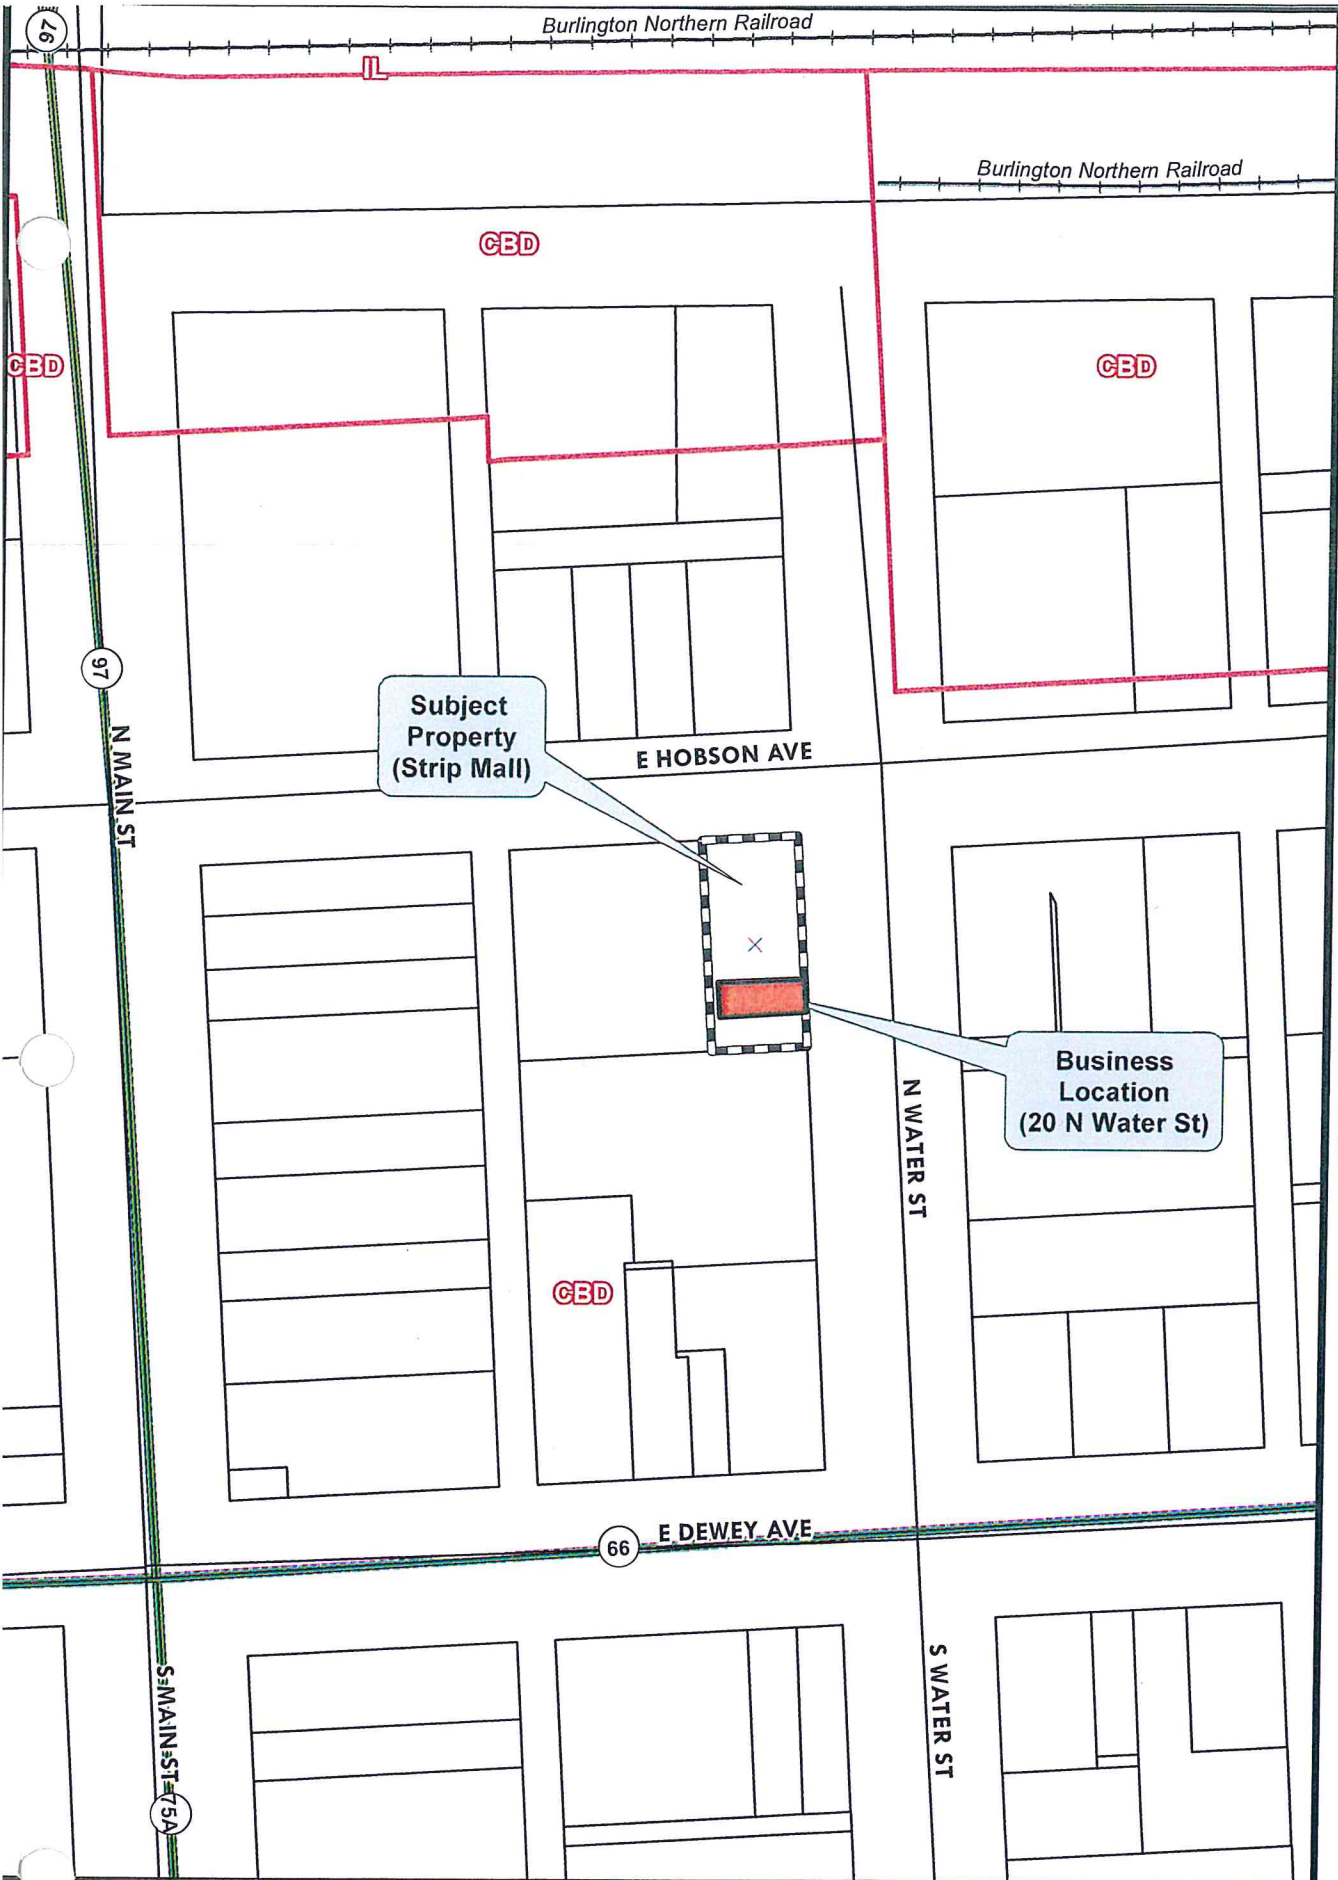 97
Burlington Northern Railroad
IL
Burlington Northern Railroad
CBD
CBD
CBD
97
N MAIN ST
Subject
Property
(Strip Mall)
E HOBSON AVE
Business
Location
(20 N Water St)
N WATER ST
CBD
E DEWEY AVE
66
S MAIN ST
75A
S WATER ST